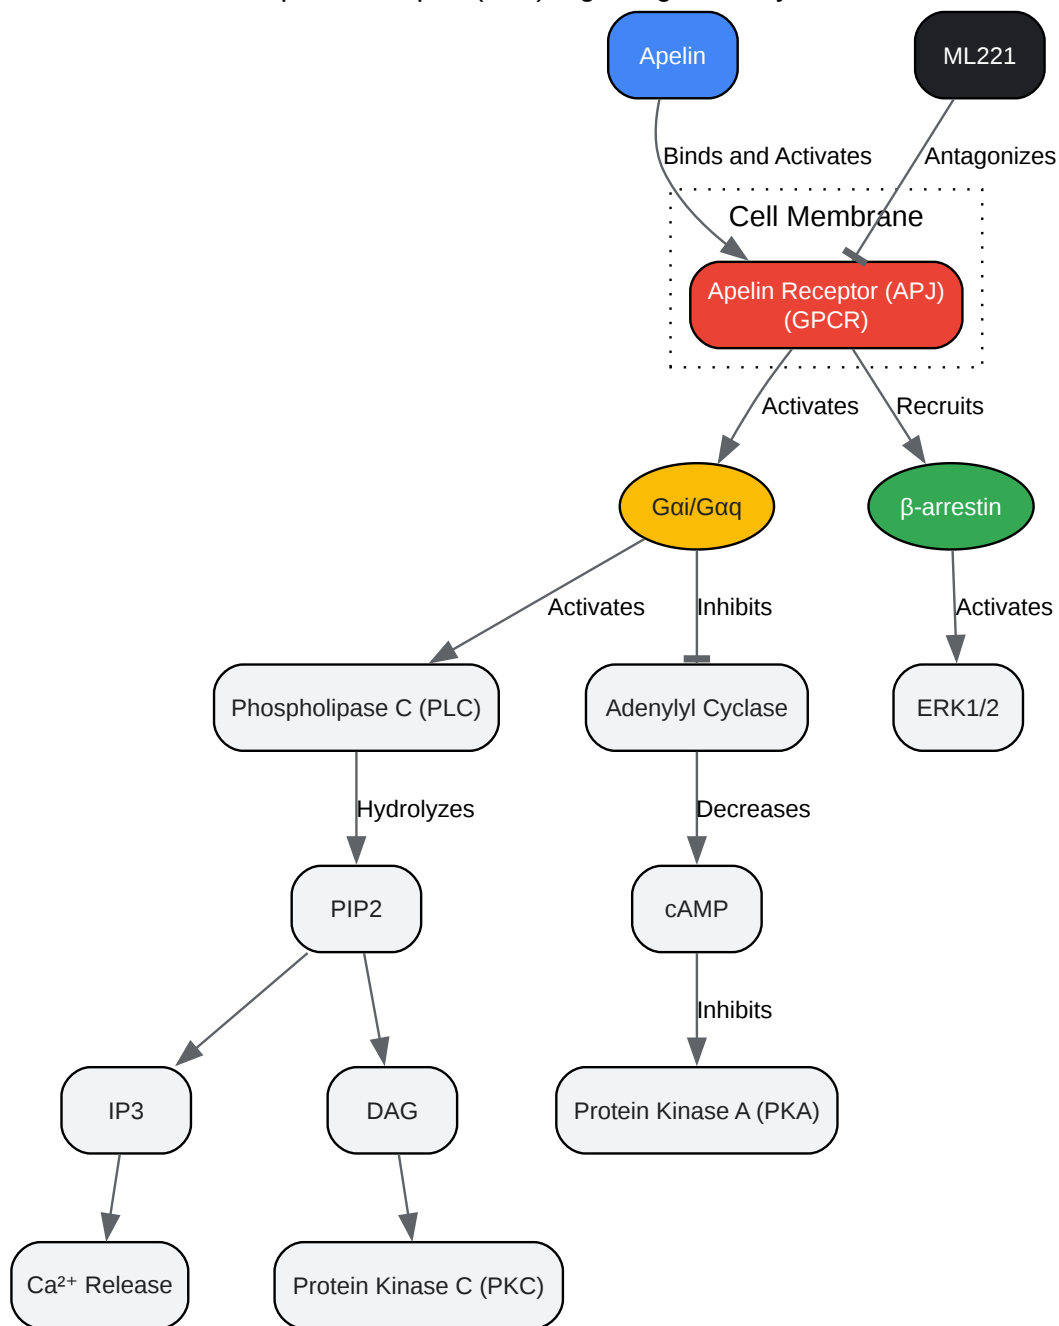 Apelin
ML221
Binds and Activates
Antagonizes
Cell Membrane
Apelin Receptor (APJ)
(GPCR)
Activates
Recruits
Gαi/Gαq
β-arrestin
Activates
Inhibits
Activates
Phospholipase C (PLC)
Adenylyl Cyclase
ERK1/2
Hydrolyzes
Decreases
PIP2
cAMP
Inhibits
IP3
DAG
Protein Kinase A (PKA)
Ca²⁺ Release
Protein Kinase C (PKC)